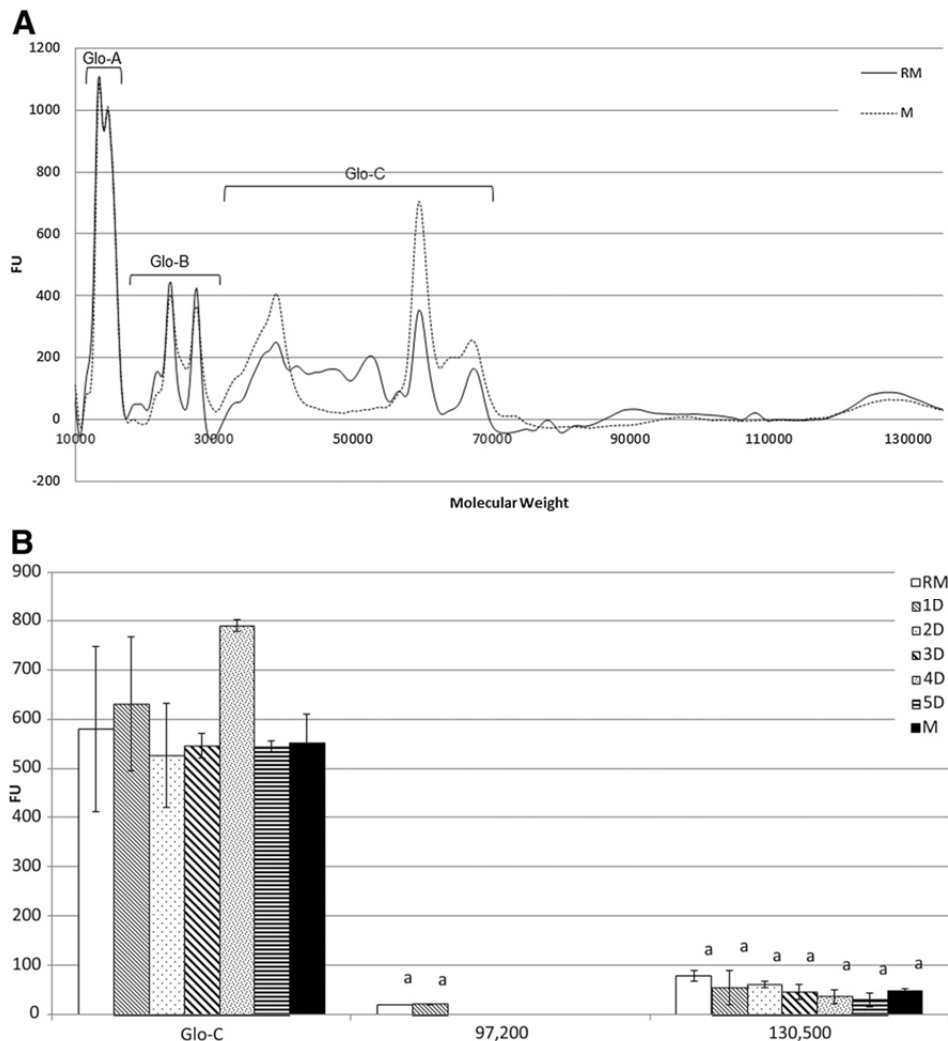 A
1200
Glo-A
RM
1000
M
800
Glo-C
600
Glo-B
400
200
0
-200
10000 30000 50000 70000 90000 110000 130000
FU
Molecular Weight
B
900
800
700
600
500
400
300
200
100
0
FU
RM
1D
2D
3D
4D
5D
M
a a
a a a a a a a
Glo-C 97,200 130,500